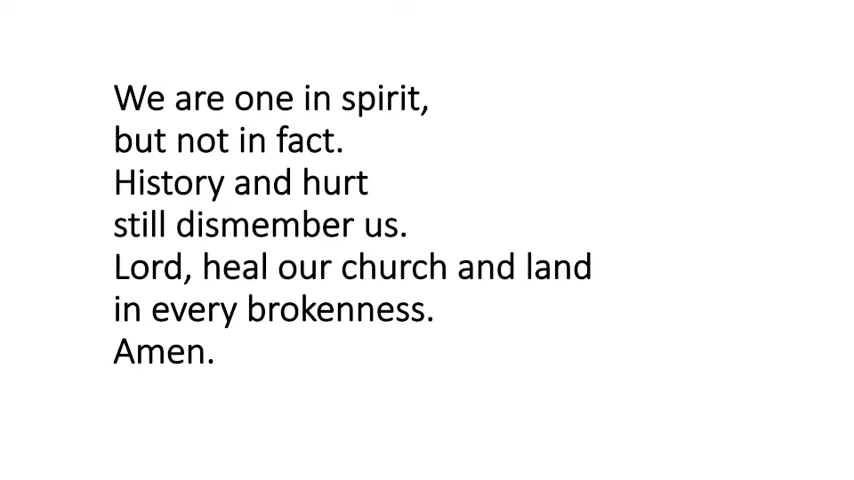 We are one in spirit,
but not in fact.
History and hurt
still dismember us.
Lord, heal our church and land
in every brokenness.
Amen.